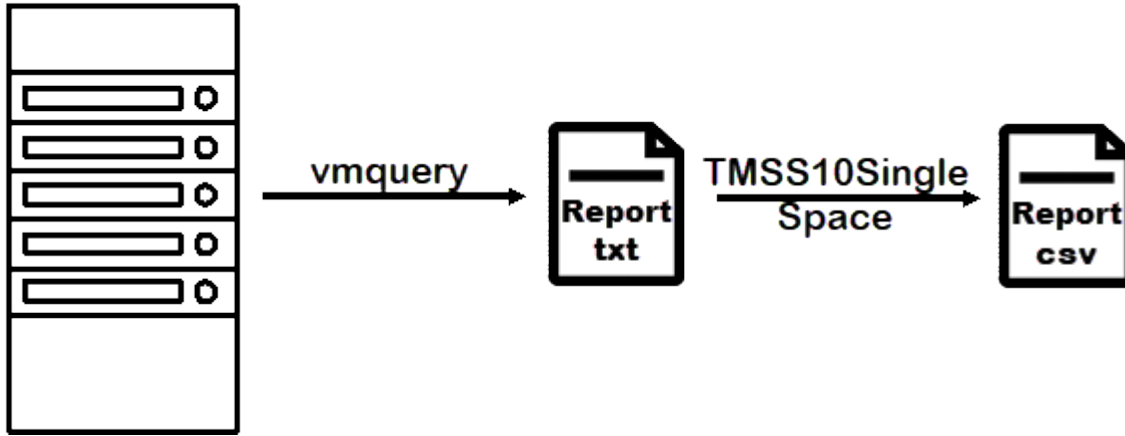 vmquery
Report
txt
TMSS10Single
Space
Report
csv